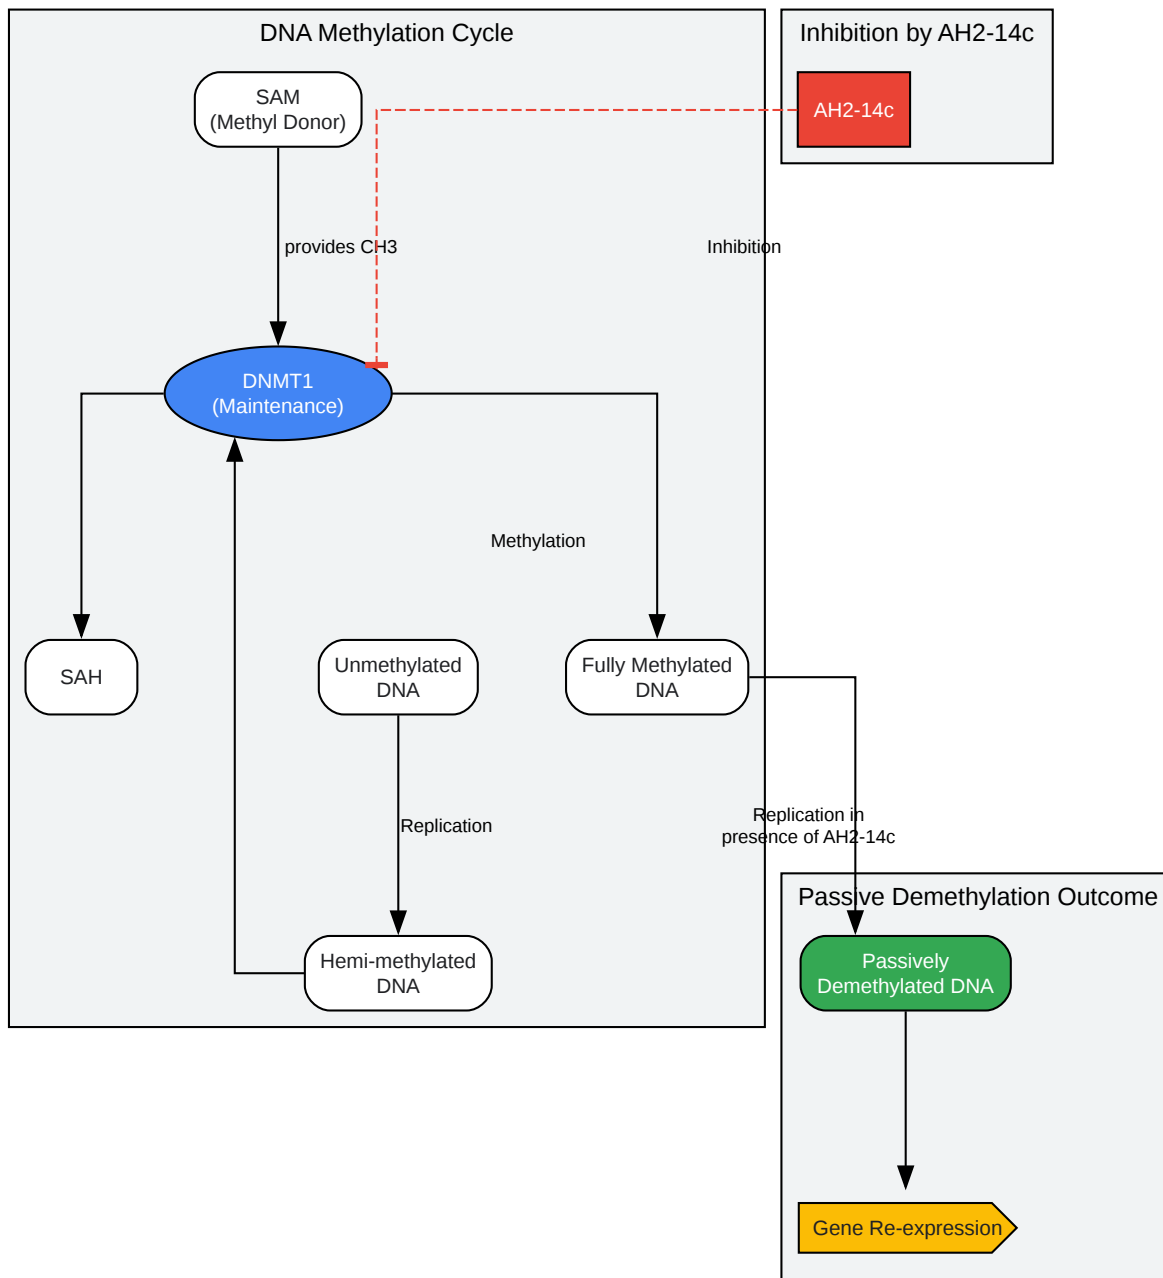 DNA Methylation Cycle
Inhibition by AH2-14c
SAM
(Methyl Donor)
AH2-14c
provides CH3
Inhibition
DNMT1
(Maintenance)
Methylation
SAH
Unmethylated
DNA
Fully Methylated
DNA
Replication
Replication in
presence of AH2-14c
Passive Demethylation Outcome
Hemi-methylated
DNA
Passively
Demethylated DNA
Gene Re-expression